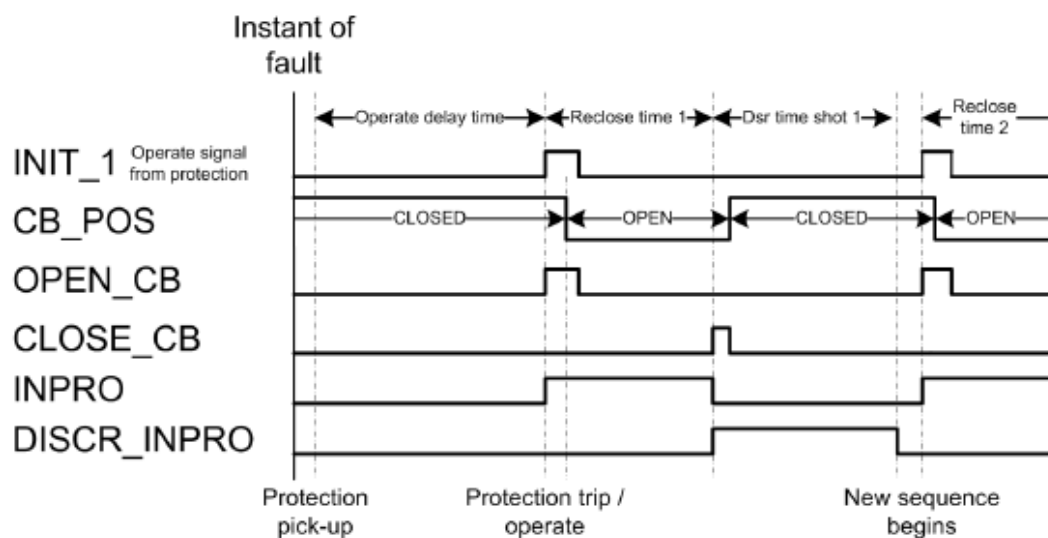 Instant of
fault
Operate delay time
Reclose time 1
Dsr time shot 1
Reclose
time 2
INIT_1
Operate signal
from protection
CB_POS
CLOSED
OPEN
CLOSED
OPEN
OPEN_CB
CLOSE_CB
INPRO
DISCR_INPRO
Protection
pick-up
Protection trip /
operate
New sequence
begins